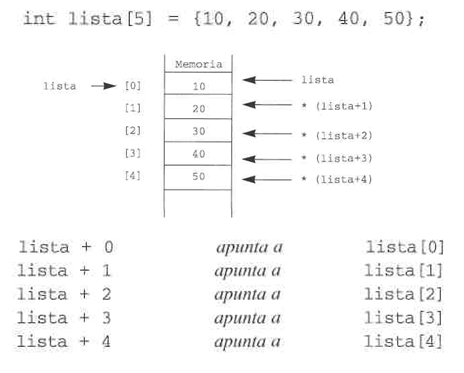 int lista[5] = {10, 20, 30, 40, 50};
Memoria
lista [0] 10 lista
[1] 20 * (lista+1)
[2] 30 * (lista+2)
[3] 40 * (lista+3)
[4] 50 * (lista+4)
lista + 0 apunta a lista[0]
lista + 1 apunta a lista[1]
lista + 2 apunta a lista[2]
lista + 3 apunta a lista[3]
lista + 4 apunta a lista[4]